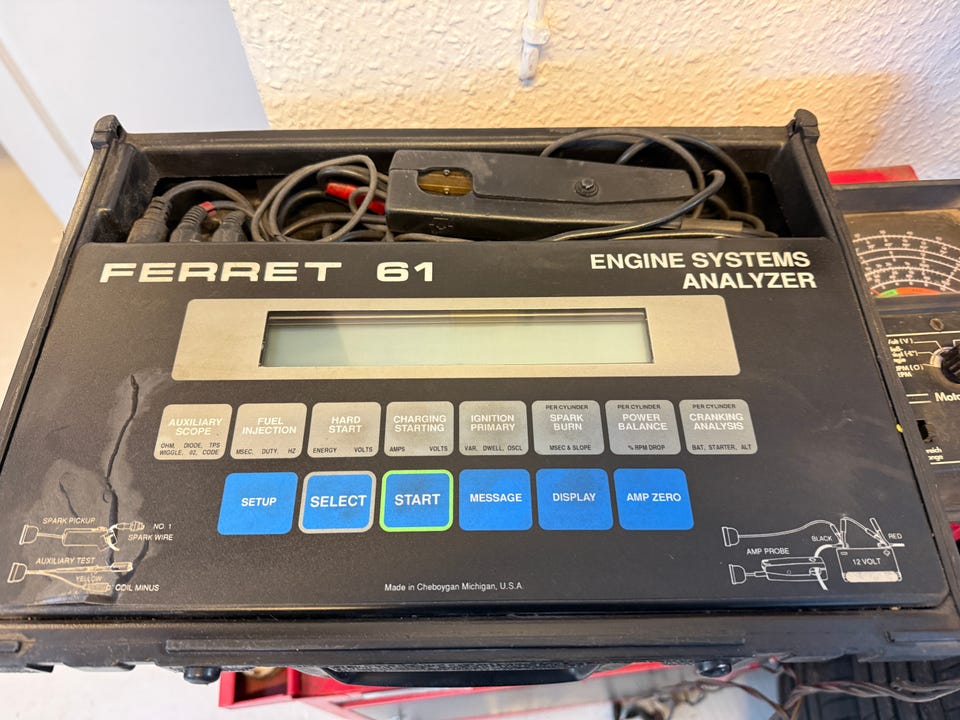 FERRET 61
ENGINE SYSTEMS
ANALYZER
AUXILIARY
SCOPE
OHM, DIODE, TPS
WIGGLE, 02, CODE
FUEL
INJECTION
MSEC, DUTY, HZ
HARD
START
ENERGY VOLTS
CHARGING
STARTING
AMPS VOLTS
IGNITION
PRIMARY
VAR, DWELL, OSCL
PER CYLINDER
SPARK
BURN
MSEC & SLOPE
PER CYLINDER
POWER
BALANCE
% RPM DROP
PER CYLINDER
CRANKING
ANALYSIS
BAT, STARTER, ALT
SETUP
SELECT
START
MESSAGE
DISPLAY
AMP ZERO
SPARK PICKUP
NO. 1
SPARK WIRE
AUXILIARY TEST
YELLOW
COIL MINUS
AMP PROBE
BLACK
RED
12 VOLT
Made in Cheboygan Michigan, U.S.A.